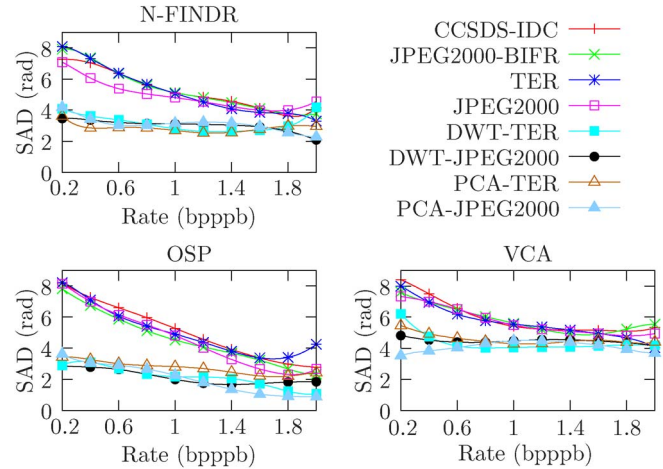 N-FINDR
SAD (rad)
8
6
4
2
0
0.2 0.6 1 1.4 1.8
Rate (bpppb)
CCSDS-IDC
JPEG2000-BIFR
TER
JPEG2000
DWT-TER
DWT-JPEG2000
PCA-TER
PCA-JPEG2000
OSP
SAD (rad)
8
6
4
2
0
0.2 0.6 1 1.4 1.8
Rate (bpppb)
VCA
SAD (rad)
8
6
4
2
0
0.2 0.6 1 1.4 1.8
Rate (bpppb)